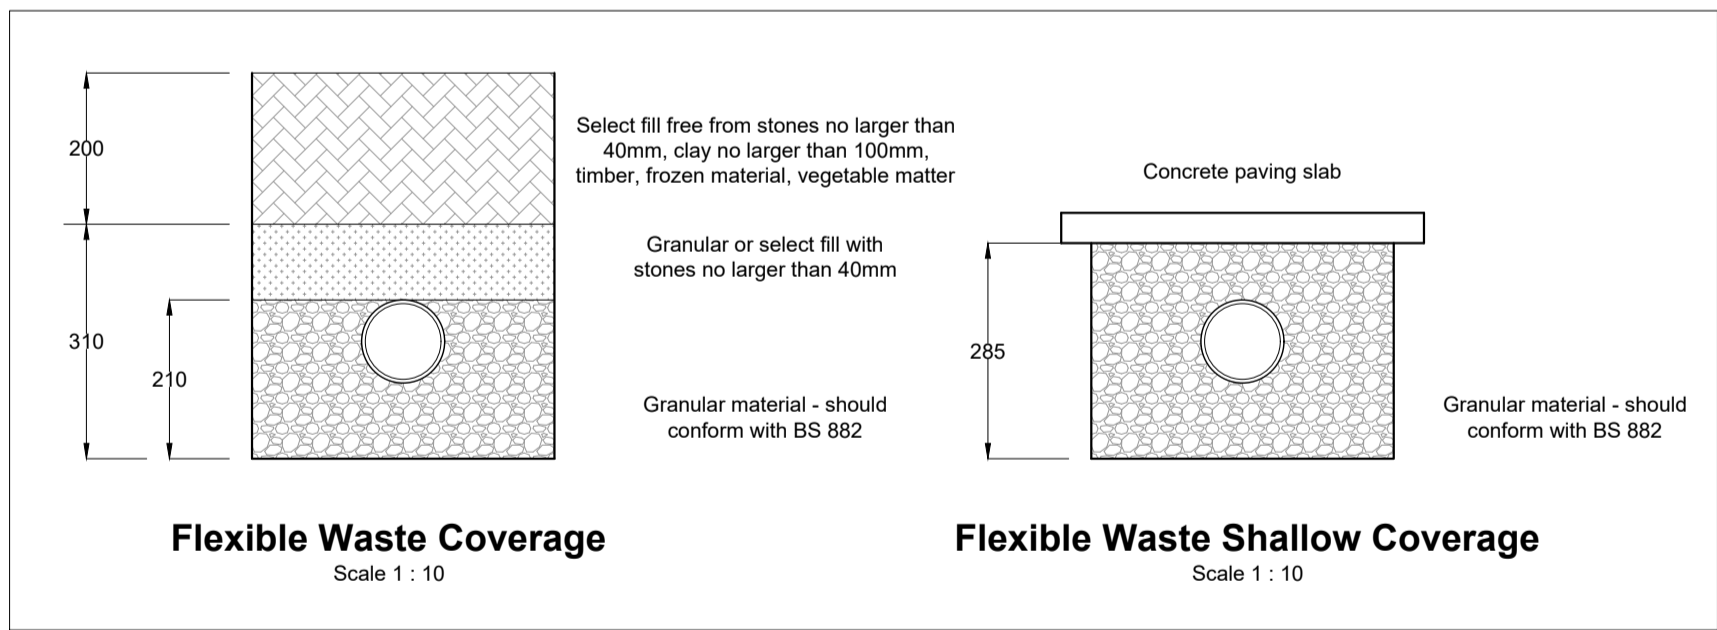 200
310
210
Select fill free from stones no larger than
40mm, clay no larger than 100mm,
timber, frozen material, vegetable matter
Granular or select fill with
stones no larger than 40mm
Granular material - should
conform with BS 882
Flexible Waste Coverage
Scale 1 : 10
Concrete paving slab
285
Granular material - should
conform with BS 882
Flexible Waste Shallow Coverage
Scale 1 : 10